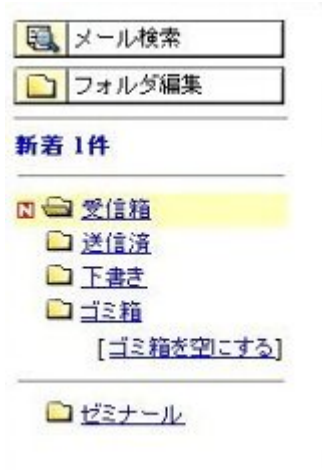 メール検索
フォルダ編集
新着 1件
N 受信箱
送信済
下書き
ゴミ箱
[ゴミ箱を空にする]
ゼミナール